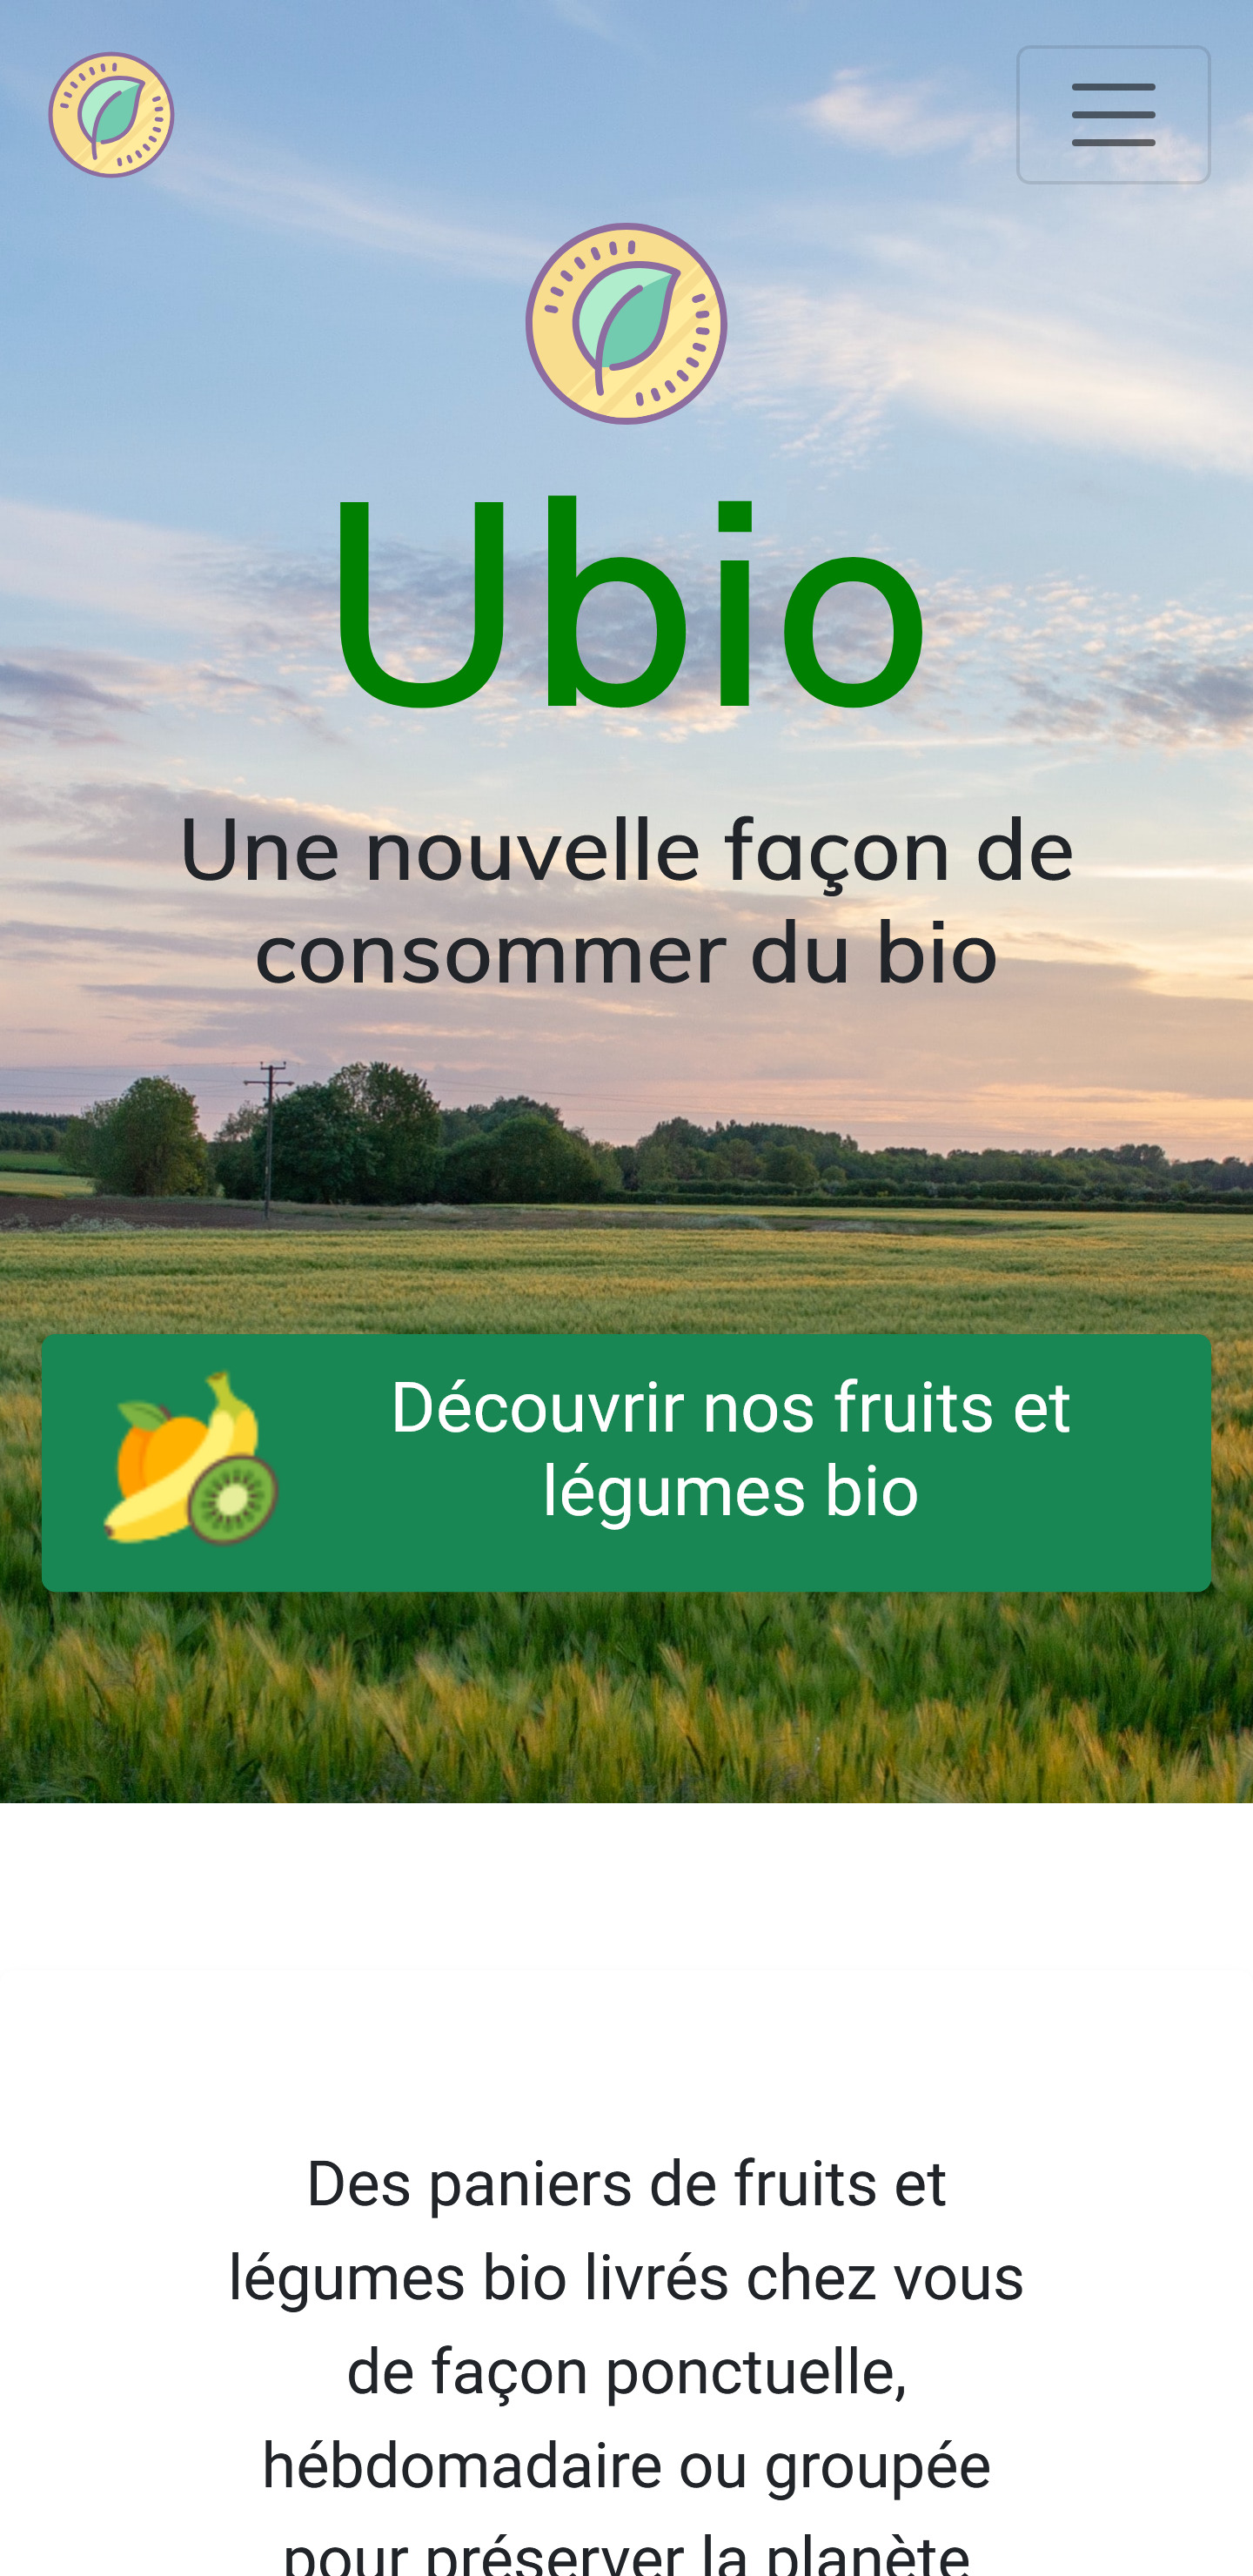 Ubio
Une nouvelle façon de
consommer du bio
Découvrir nos fruits et
légumes bio
Des paniers de fruits et
légumes bio livrés chez vous
de façon ponctuelle,
hébdomadaire ou groupée
pour préserver la planète